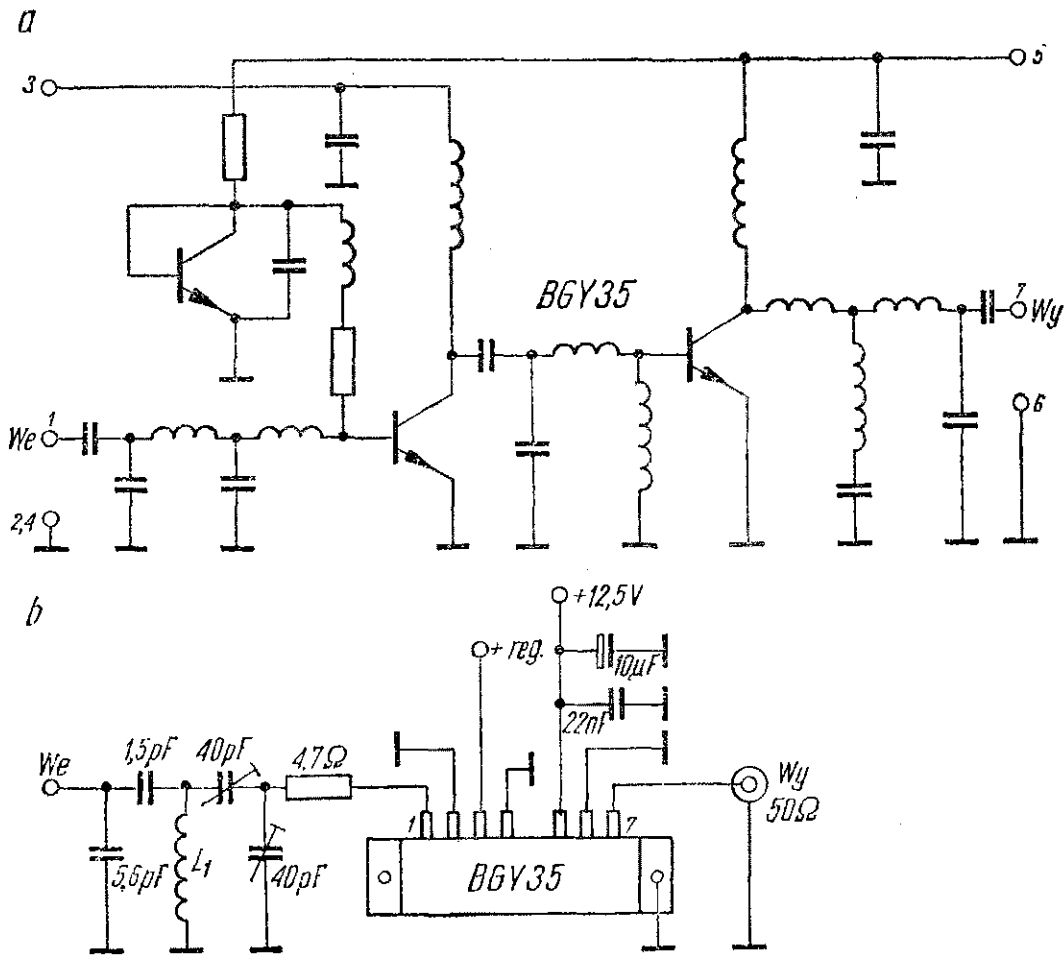 a
3
5
BGY35
7
Wy
1
We
6
2,4
b
+12,5V
+ reg.
10µF
22nF
We
1,5pF
40pF
4,7Ω
Wy
50Ω
1
7
5,6pF
L1
40pF
BGY35